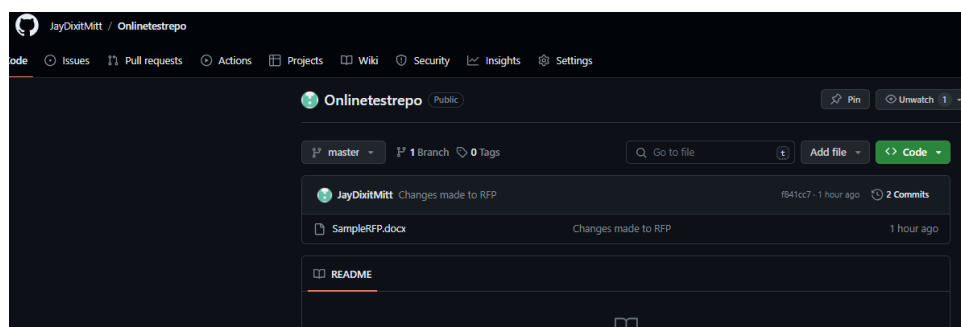 JayDixitMitt / Onlinetestrepo
Code Issues Pull requests Actions Projects Wiki Security Insights Settings
Onlinetestrepo Public Pin Unwatch 1
master 1 Branch 0 Tags Go to file t Add file <> Code
JayDixitMitt Changes made to RFP f841cc7 · 1 hour ago 2 Commits
SampleRFP.docx Changes made to RFP 1 hour ago
README